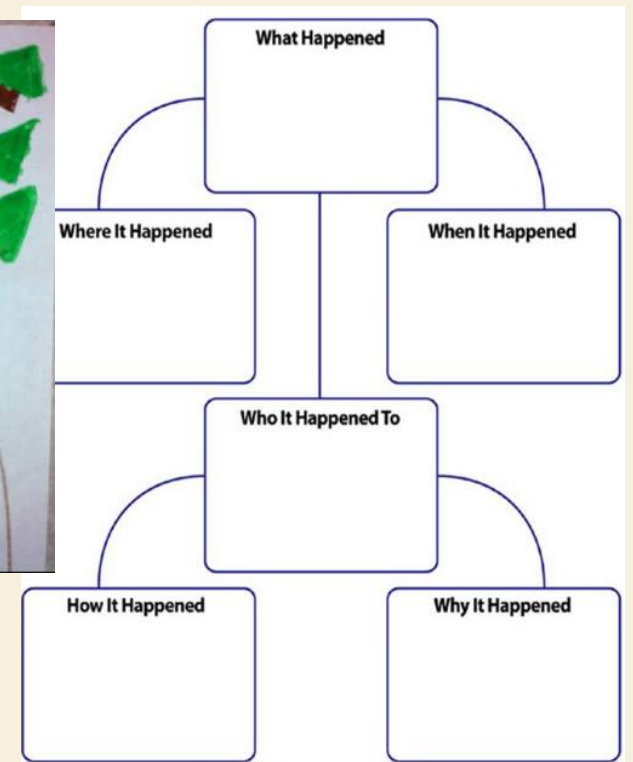 What Happened
Where It Happened
When It Happened
Who It Happened To
How It Happened
Why It Happened